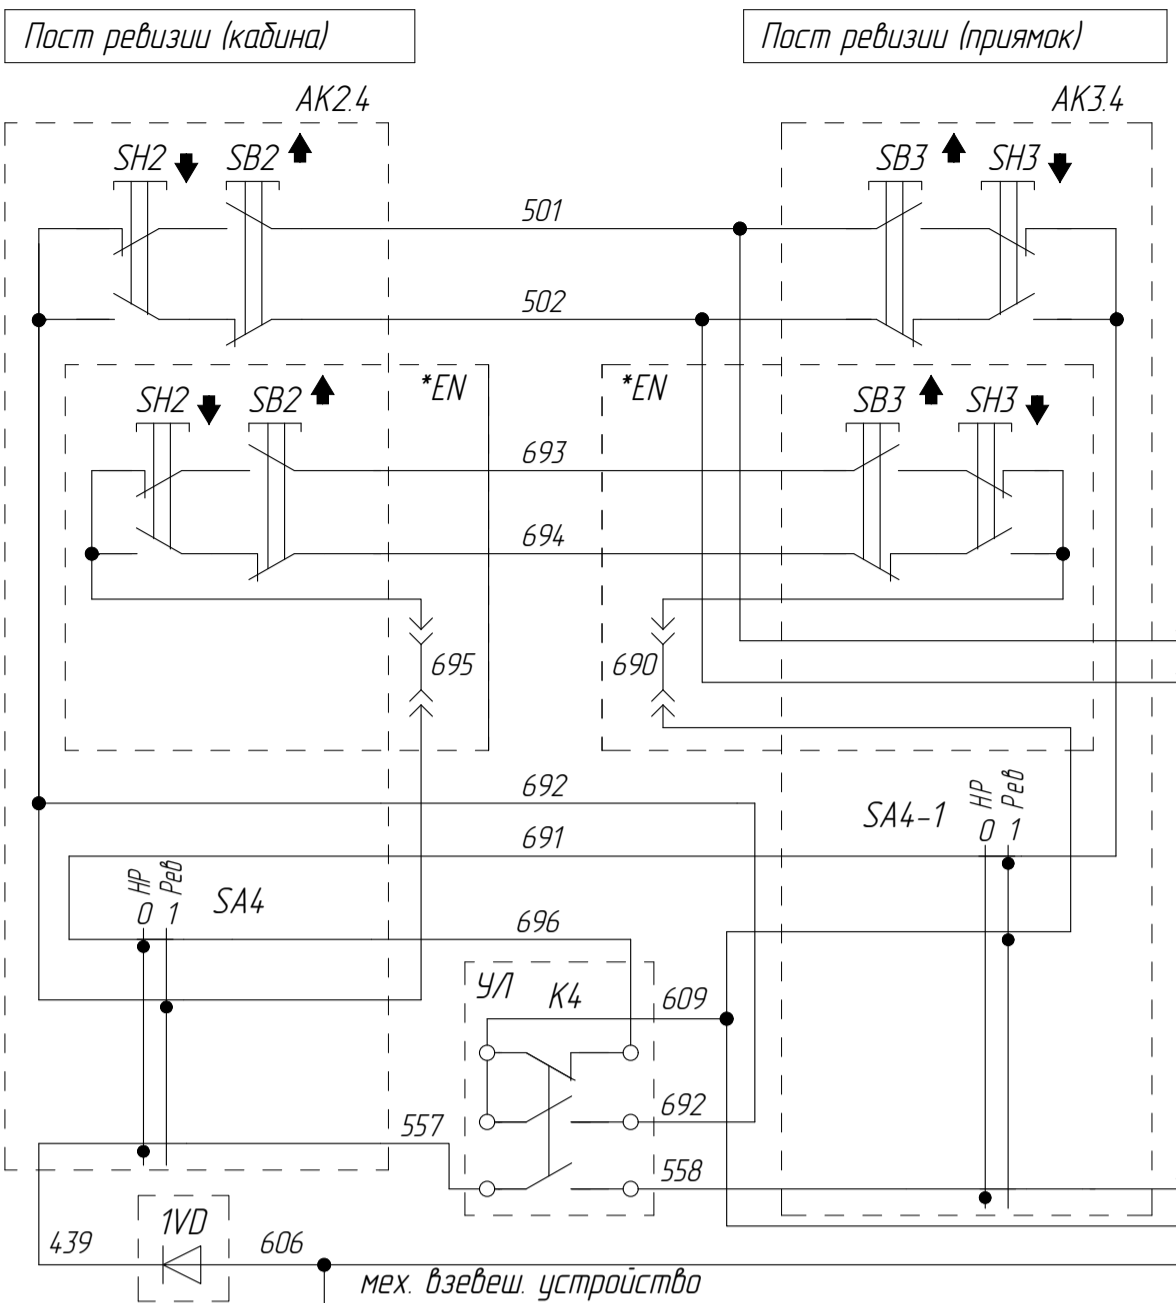 Пост ревизии (кабина)
Пост ревизии (приямок)
АК2.4
АК3.4
SH2
SB2
SB3
SH3
501
502
SH2
SB2
*EN
*EN
SB3
SH3
693
694
695
690
692
SA4-1
НР
0
Рев
1
691
НР
0
Рев
1
SA4
696
УЛ
К4
609
692
557
558
1VD
439
606
мех. взевеш. устройство